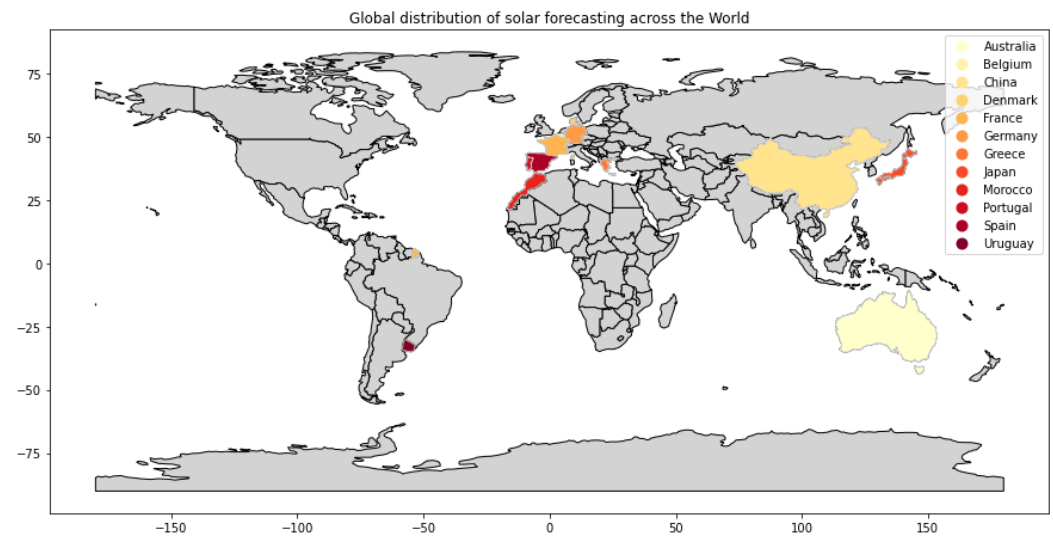 Global distribution of solar forecasting across the World
Australia
Belgium
China
Denmark
France
Germany
Greece
Japan
Morocco
Portugal
Spain
Uruguay
75
50
25
0
−25
−50
−75
−150
−100
−50
0
50
100
150